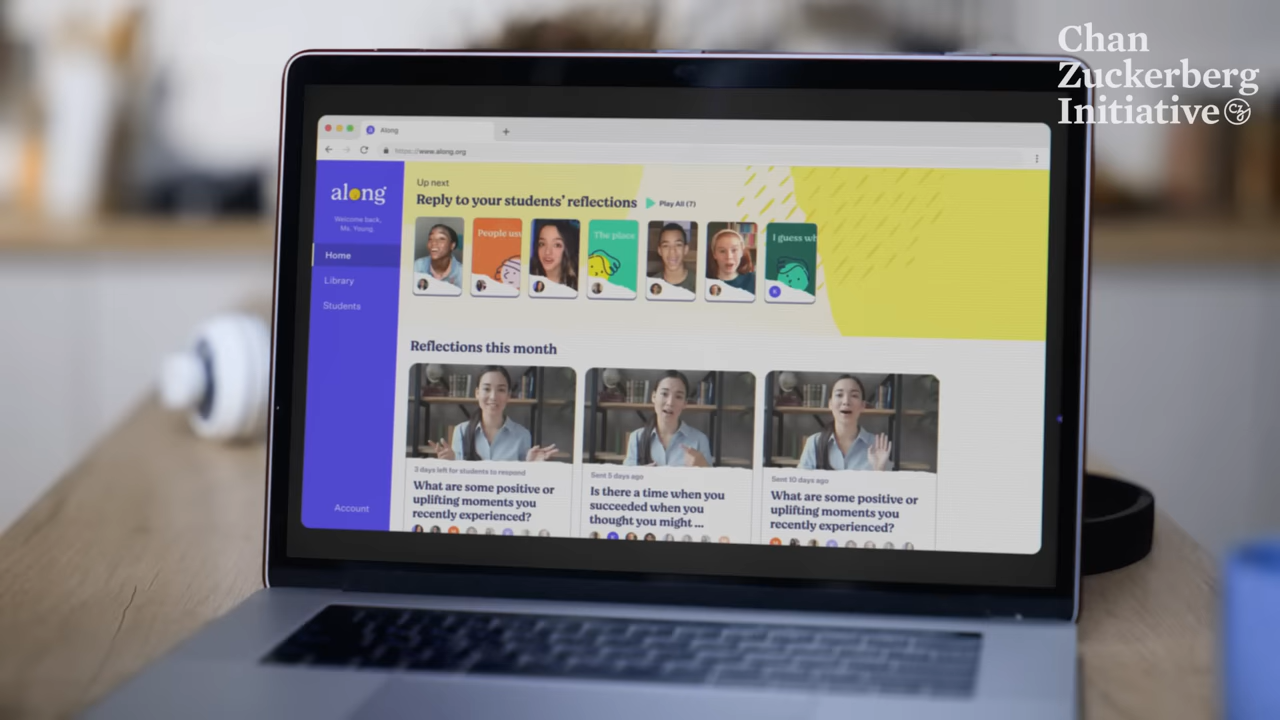 Chan
Zuckerberg
Initiative
CZI
Along
https://www.along.org
along
Welcome back,
Ms. Young.
Home
Library
Students
Account
Up next
Reply to your students’ reflections
Play All (7)
People
The place
I guess
Reflections this month
3 days left for students to respond
What are some positive or
uplifting moments you
recently experienced?
Sent 5 days ago
Is there a time when you
succeeded when you
thought you might ...
Sent 10 days ago
What are some positive or
uplifting moments you
recently experienced?